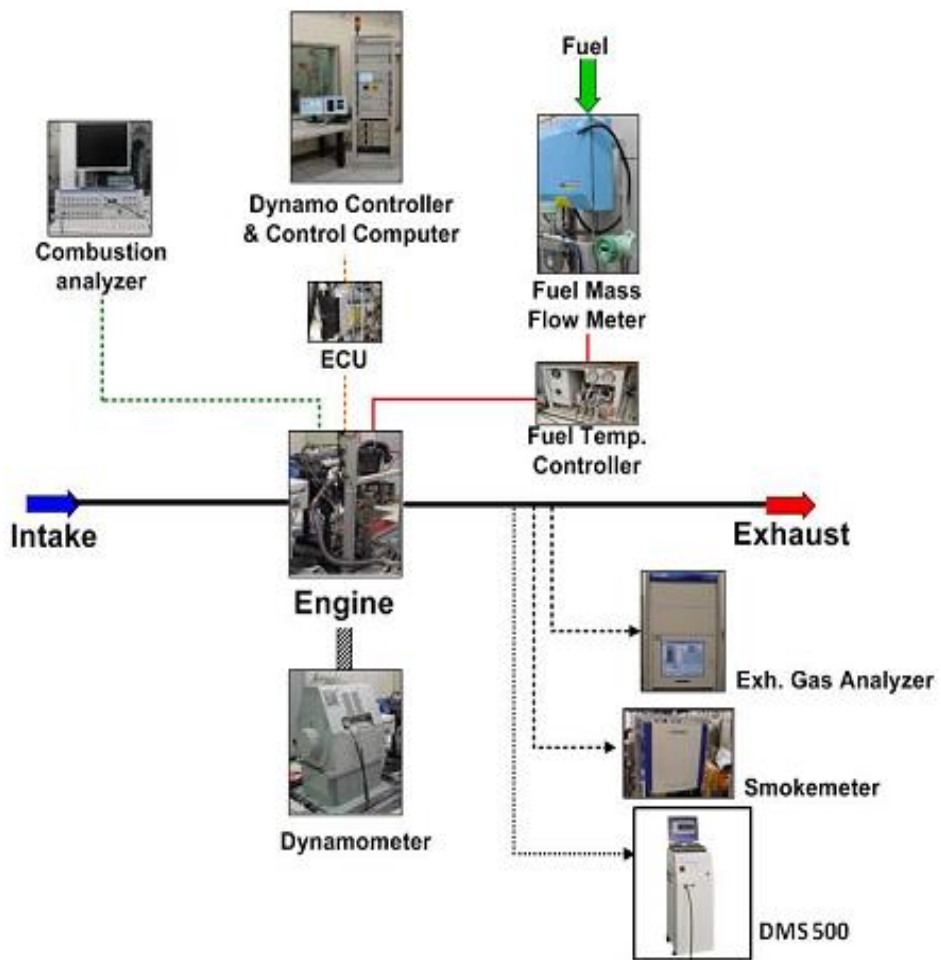 Fuel
Dynamo Controller
& Control Computer
Combustion
analyzer
Fuel Mass
Flow Meter
ECU
Fuel Temp.
Controller
Intake
Exhaust
Engine
Exh. Gas Analyzer
Smokemeter
Dynamometer
DMS500